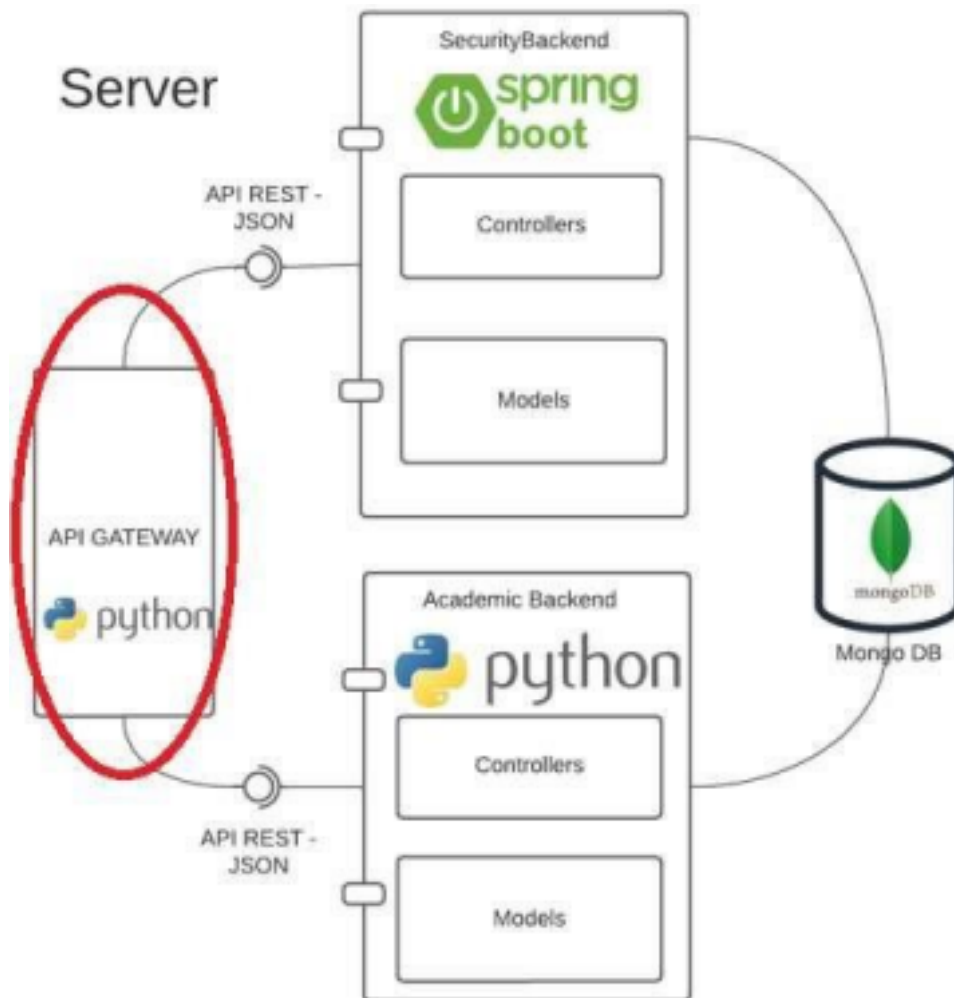 Server
SecurityBackend
spring
boot
API REST -
JSON
Controllers
Models
API GATEWAY
python
mongoDB
Mongo DB
Academic Backend
python
Controllers
API REST -
JSON
Models